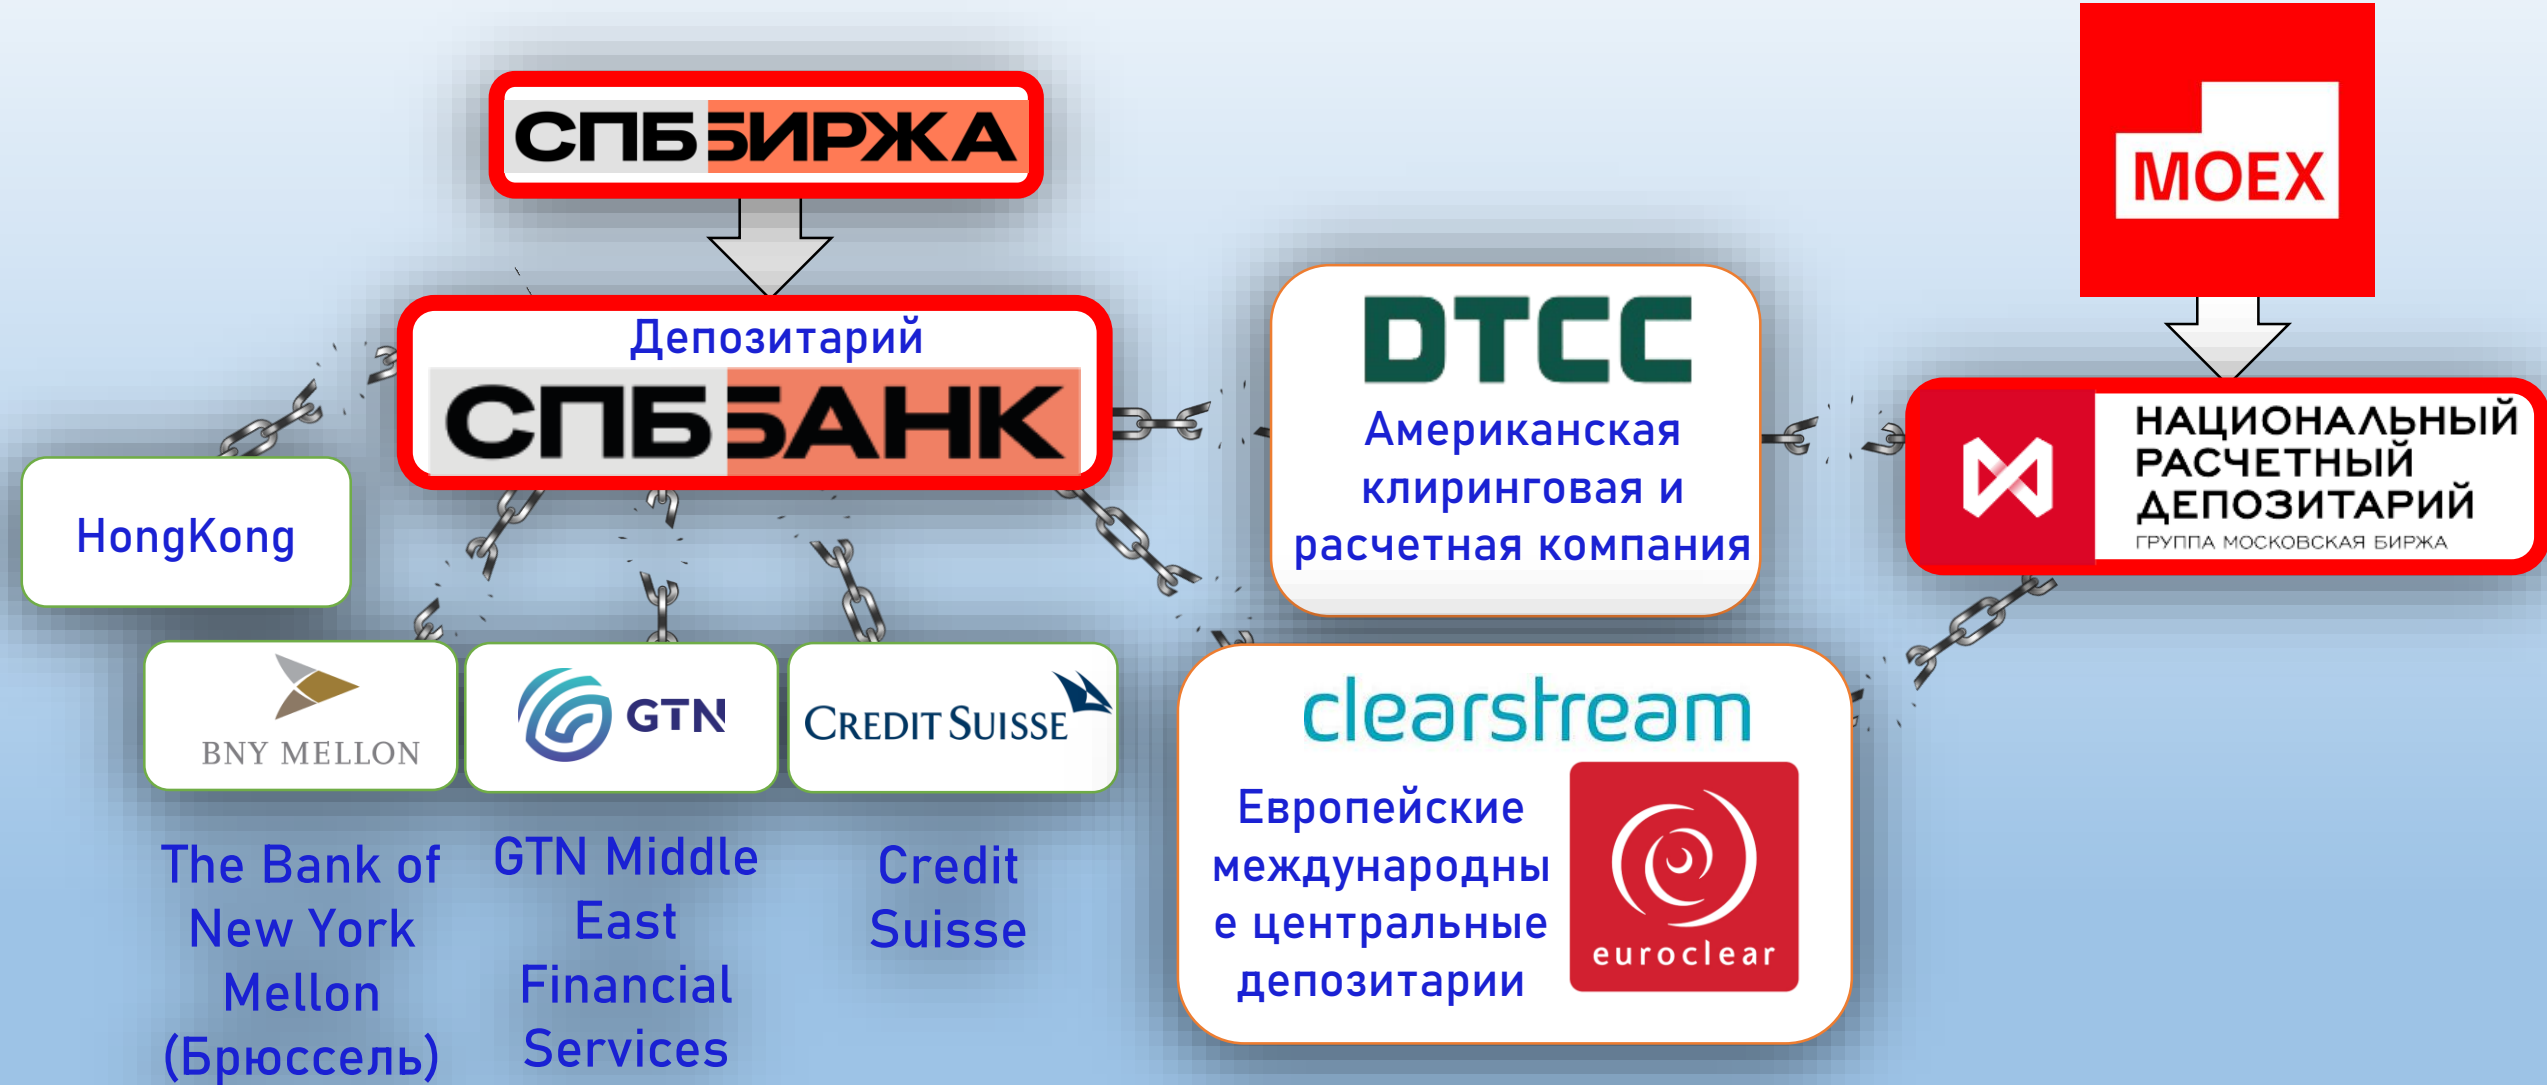 СПББИРЖА
MOEX
Депозитарий
СПББАНК
DTCC
Американская
клиринговая и
расчетная компания
НАЦИОНАЛЬНЫЙ
РАСЧЕТНЫЙ
ДЕПОЗИТАРИЙ
ГРУППА МОСКОВСКАЯ БИРЖА
HongKong
BNY MELLON
GTN
CREDIT SUISSE
The Bank of
New York
Mellon
(Брюссель)
GTN Middle
East
Financial
Services
Credit
Suisse
clearstream
Европейские
международны
е центральные
депозитарии
euroclear